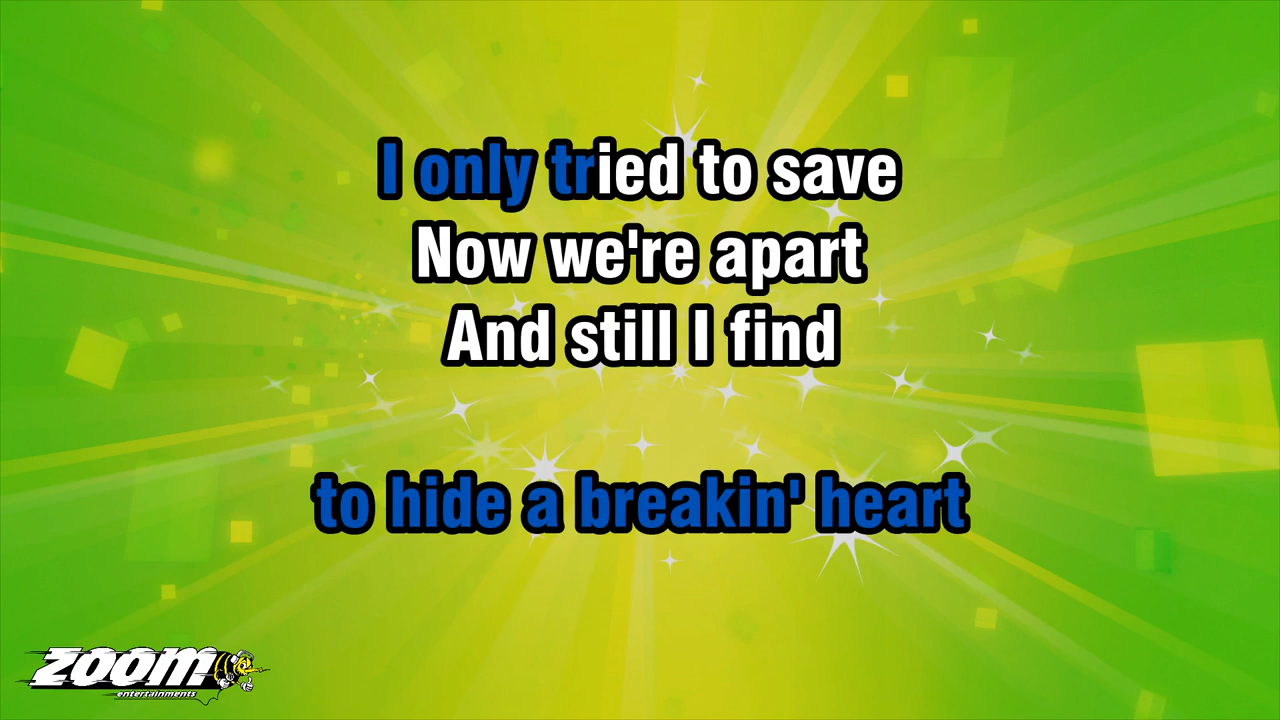 I only tried to save
Now we're apart
And still I find
to hide a breakin' heart
zoom
entertainments